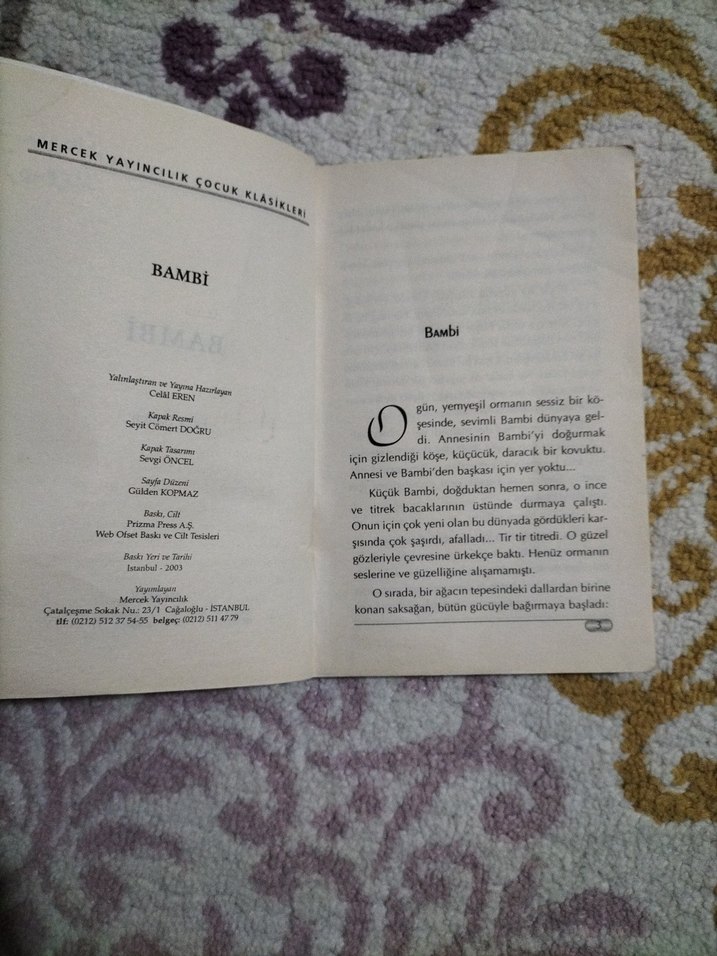 MERCEK YAYINCILIK ÇOCUK KLÂSİKLERİ
BAMBİ
Yalınlaştıran ve Yayına Hazırlayan
Celâl EREN
Kapak Resmi
Seyit Cömert DOĞRU
Kapak Tasarımı
Sevgi ÖNCEL
Sayfa Düzeni
Gülden KOPMAZ
Baskı, Cilt
Prizma Press A.Ş.
Web Ofset Baskı ve Cilt Tesisleri
Baskı Yeri ve Tarihi
İstanbul - 2003
Yayımlayan
Mercek Yayıncılık
Çatalçeşme Sokak Nu.: 23/1 Cağaloğlu - İSTANBUL
tlf: (0212) 512 37 54-55 belgeç: (0212) 511 47 79
BAMBİ
O gün, yemyeşil ormanın sessiz bir kö-
şesinde, sevimli Bambi dünyaya gel-
di. Annesinin Bambi'yi doğurmak
için gizlendiği köşe, küçücük, daracık bir kovuktu.
Annesi ve Bambi'den başkası için yer yoktu...
Küçük Bambi, doğduktan hemen sonra, o ince
ve titrek bacaklarının üstünde durmaya çalıştı.
Onun için çok yeni olan bu dünyada gördükleri kar-
şısında çok şaşırdı, afalladı... Tir tir titredi. O güzel
gözleriyle çevresine ürkekçe baktı. Henüz ormanın
seslerine ve güzelliğine alışamamıştı.
O sırada, bir ağacın tepesindeki dallardan birine
konan saksağan, bütün gücüyle bağırmaya başladı:
3